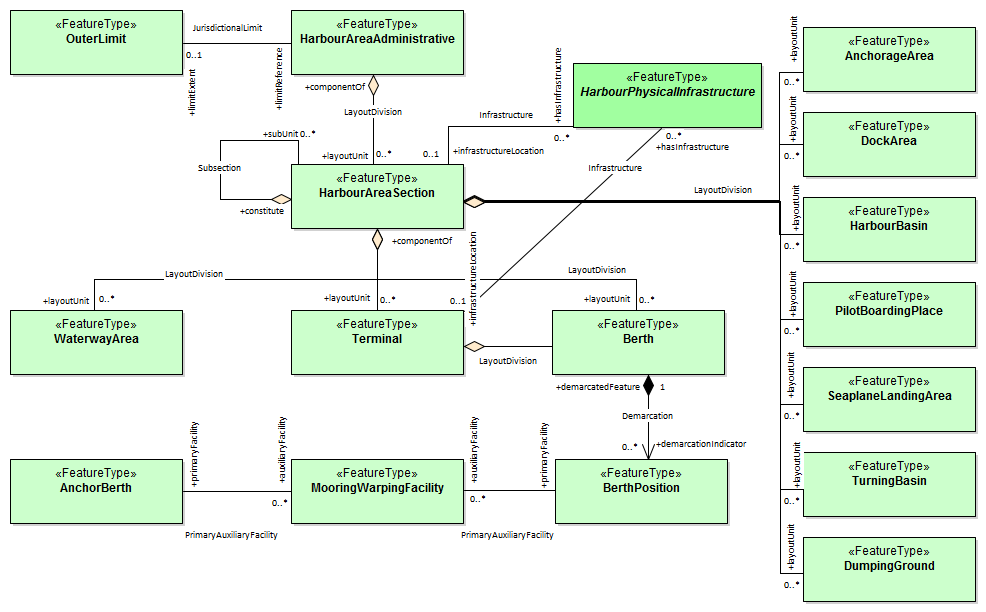 «FeatureType»
OuterLimit
JurisdictionalLimit
0..1
+limitExtent
+limitReference
«FeatureType»
HarbourAreaAdministrative
+componentOf
LayoutDivision
+layoutUnit
0..*
«FeatureType»
HarbourPhysicalInfrastructure
Infrastructure
+hasInfrastructure
0..*
0..1
+infrastructureLocation
0..*
+hasInfrastructure
Infrastructure
+subUnit 0..*
Subsection
+constitute
«FeatureType»
HarbourAreaSection
LayoutDivision
+componentOf
+infrastructureLocation
0..1
LayoutDivision
LayoutDivision
+layoutUnit
0..*
+layoutUnit
0..*
+layoutUnit
0..*
«FeatureType»
WaterwayArea
«FeatureType»
Terminal
«FeatureType»
Berth
LayoutDivision
+demarcatedFeature
1
Demarcation
0..*
+demarcationIndicator
«FeatureType»
AnchorBerth
+primaryFacility
+auxiliaryFacility
0..*
PrimaryAuxiliaryFacility
«FeatureType»
MooringWarpingFacility
+auxiliaryFacility
+primaryFacility
0..*
PrimaryAuxiliaryFacility
«FeatureType»
BerthPosition
+layoutUnit
0..*
«FeatureType»
AnchorageArea
+layoutUnit
0..*
«FeatureType»
DockArea
+layoutUnit
0..*
«FeatureType»
HarbourBasin
+layoutUnit
0..*
«FeatureType»
PilotBoardingPlace
+layoutUnit
0..*
«FeatureType»
SeaplaneLandingArea
+layoutUnit
0..*
«FeatureType»
TurningBasin
+layoutUnit
0..*
«FeatureType»
DumpingGround